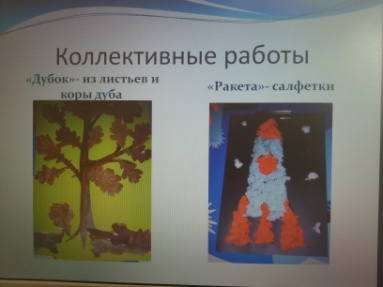 Коллективные работы
«Дубок»- из листьев и
коры дуба
«Ракета»- салфетки